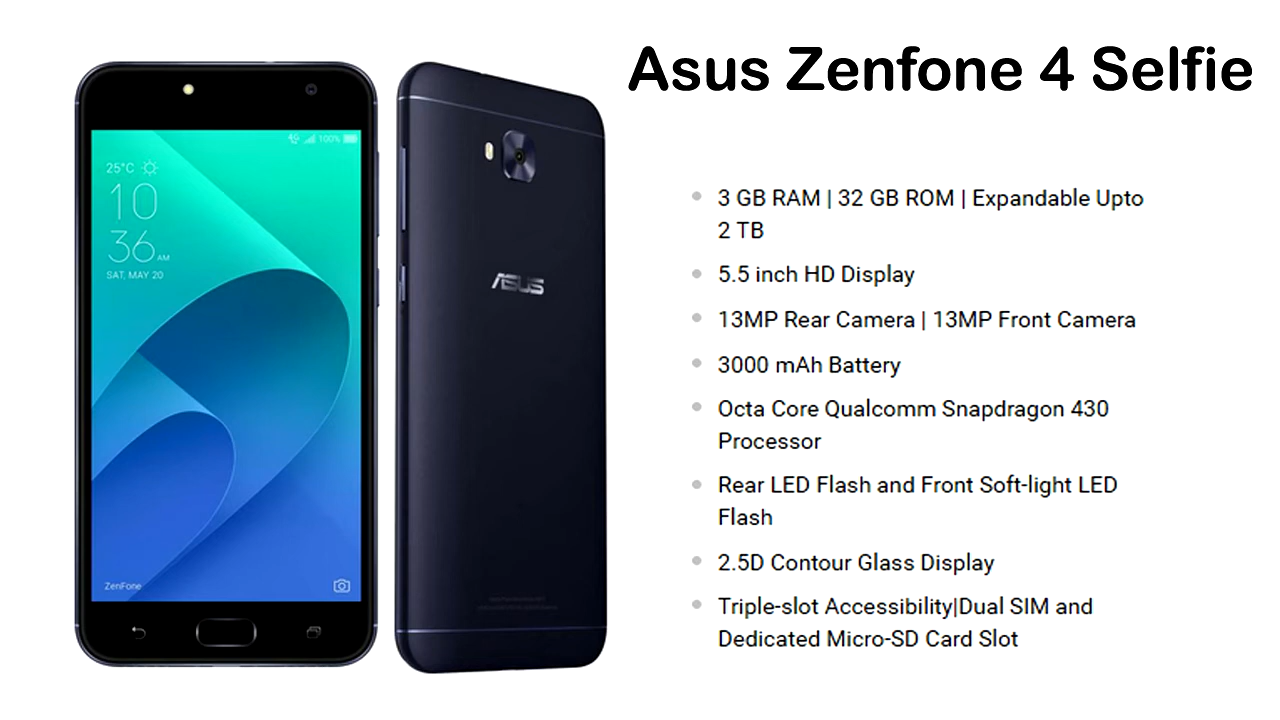 Asus Zenfone 4 Selfie
4G 100%
25°C
10
36 AM
SAT, MAY 20
ZenFone
ASUS
3 GB RAM | 32 GB ROM | Expandable Upto
2 TB
5.5 inch HD Display
13MP Rear Camera | 13MP Front Camera
3000 mAh Battery
Octa Core Qualcomm Snapdragon 430
Processor
Rear LED Flash and Front Soft-light LED
Flash
2.5D Contour Glass Display
Triple-slot Accessibility|Dual SIM and
Dedicated Micro-SD Card Slot